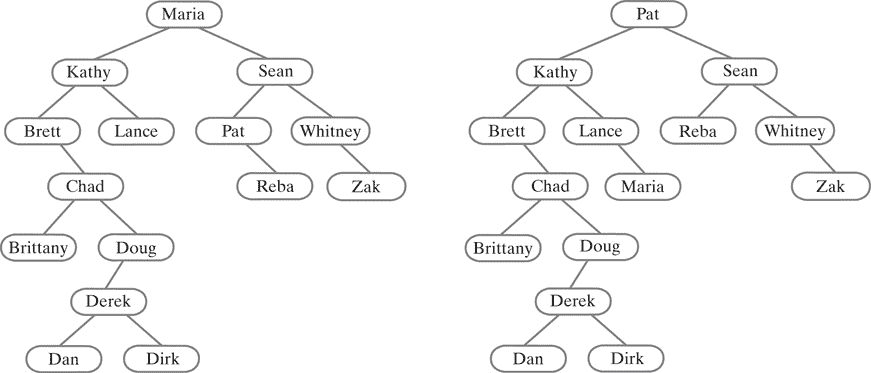 Maria
Kathy Sean
Brett Lance Pat Whitney
Chad Reba Zak
Brittany Doug
Derek
Dan Dirk
Pat
Kathy Sean
Brett Lance Reba Whitney
Chad Maria Zak
Brittany Doug
Derek
Dan Dirk